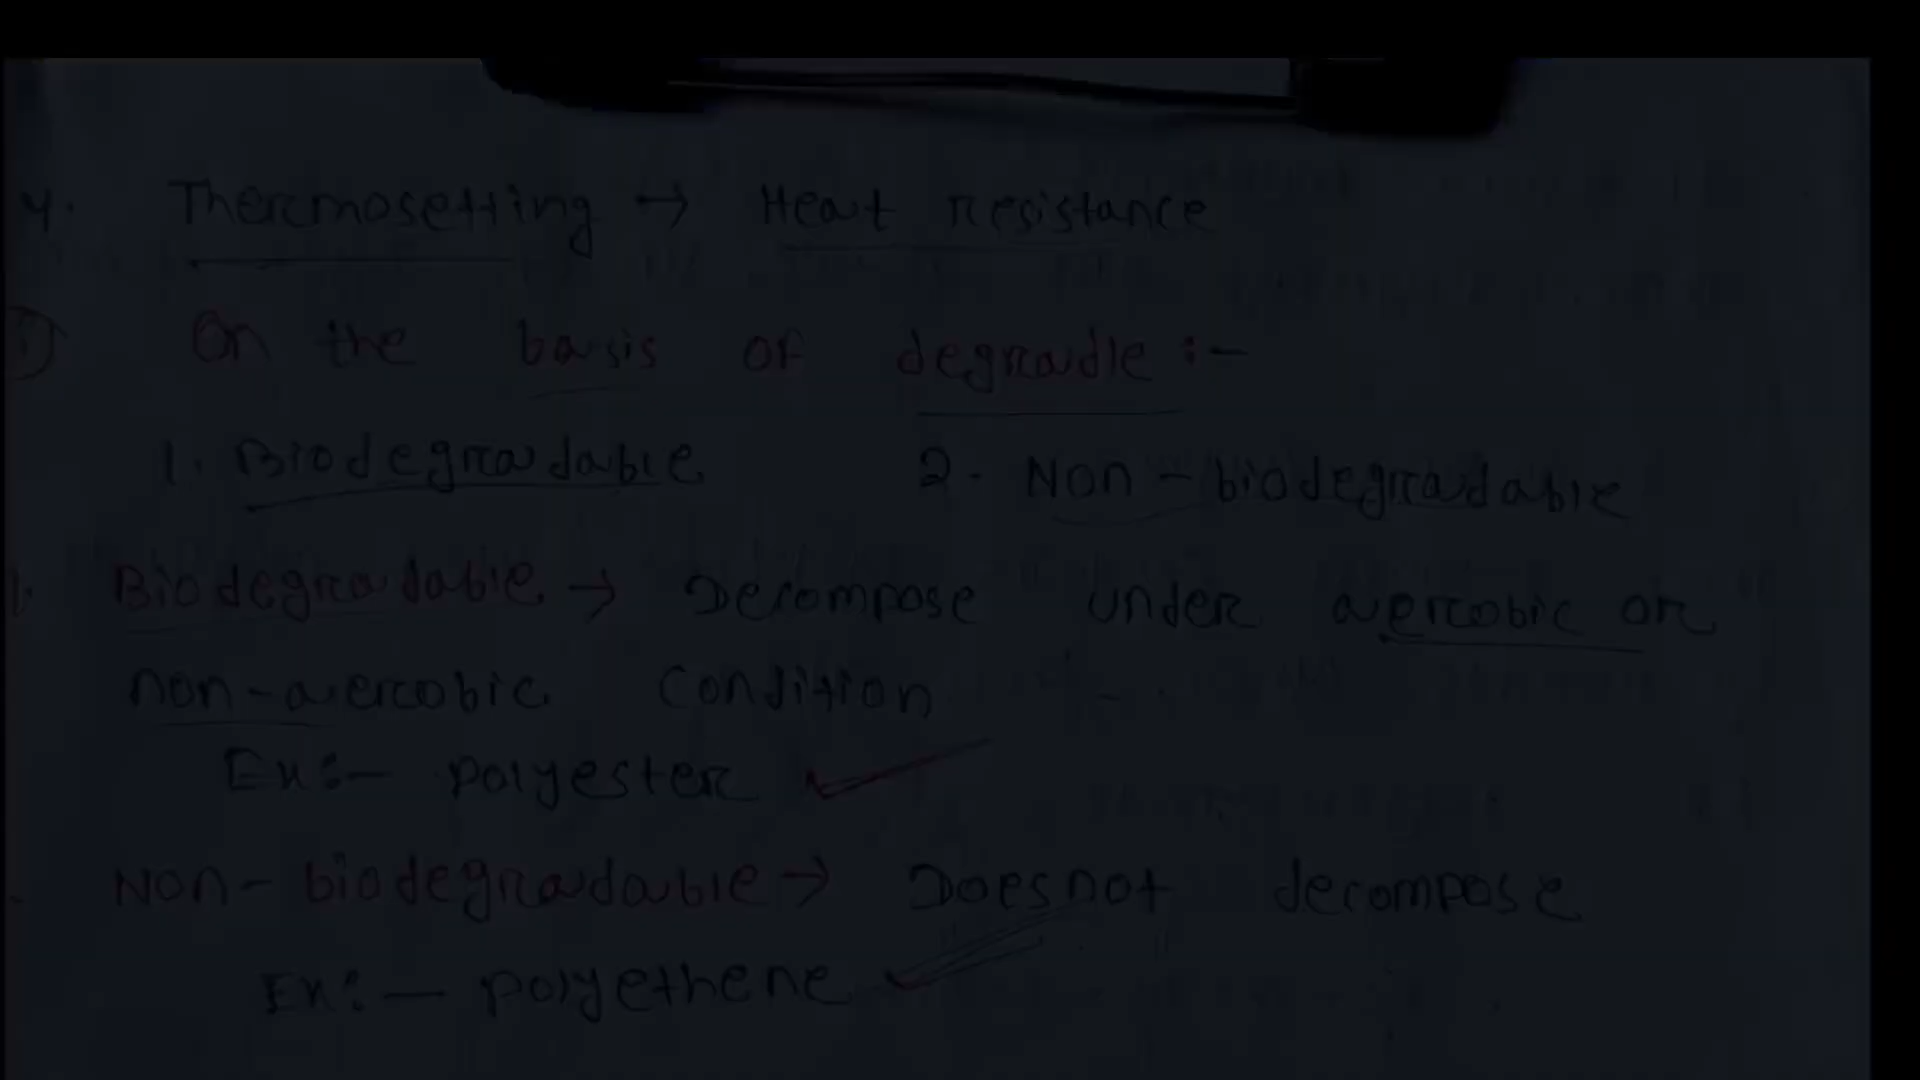 4. Thermosetting → Heat resistance
On the basis of degradle :-
1. Biodegradable 2. Non-biodegradable
1. Biodegradable → Decompose under aerobic or
non-aerobic condition
Ex:- polyester
Non-biodegradable → Does not decompose
Ex:- polyethene